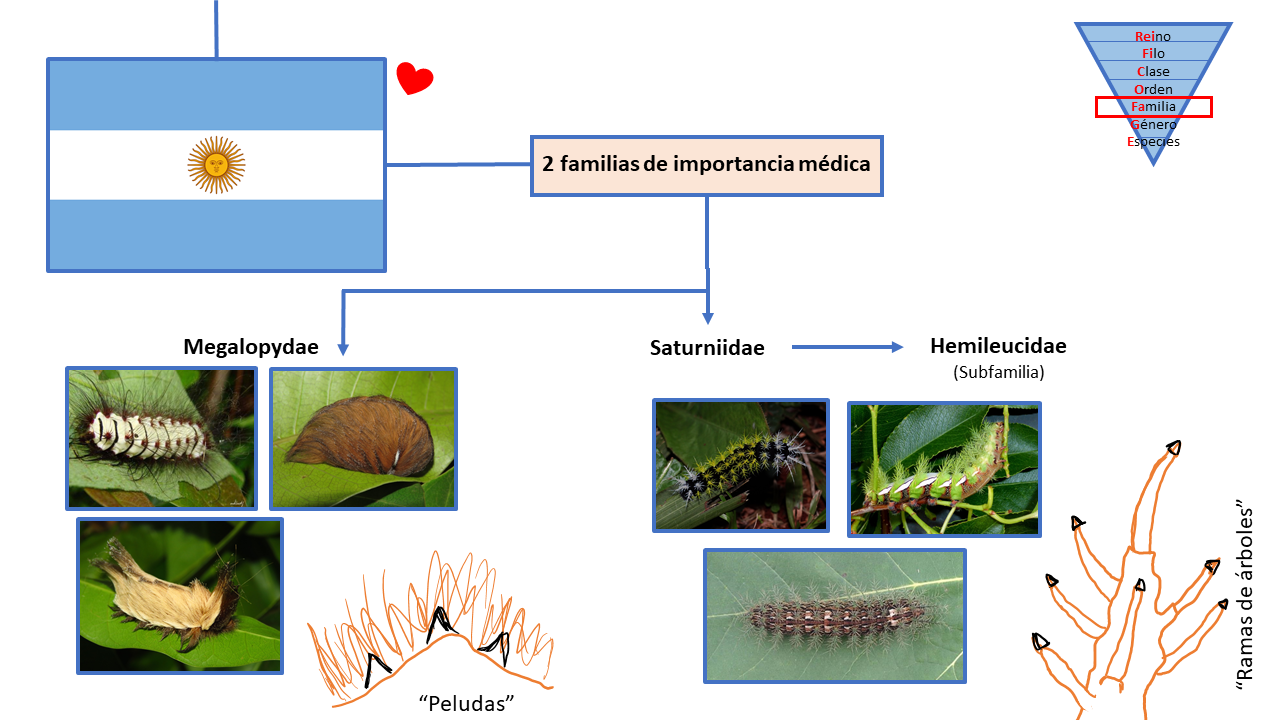 Reino
Filo
Clase
Orden
Familia
Género
Especies
2 familias de importancia médica
Megalopydae
Saturniidae
Hemileucidae
(Subfamilia)
“Peludas”
“Ramas de árboles”